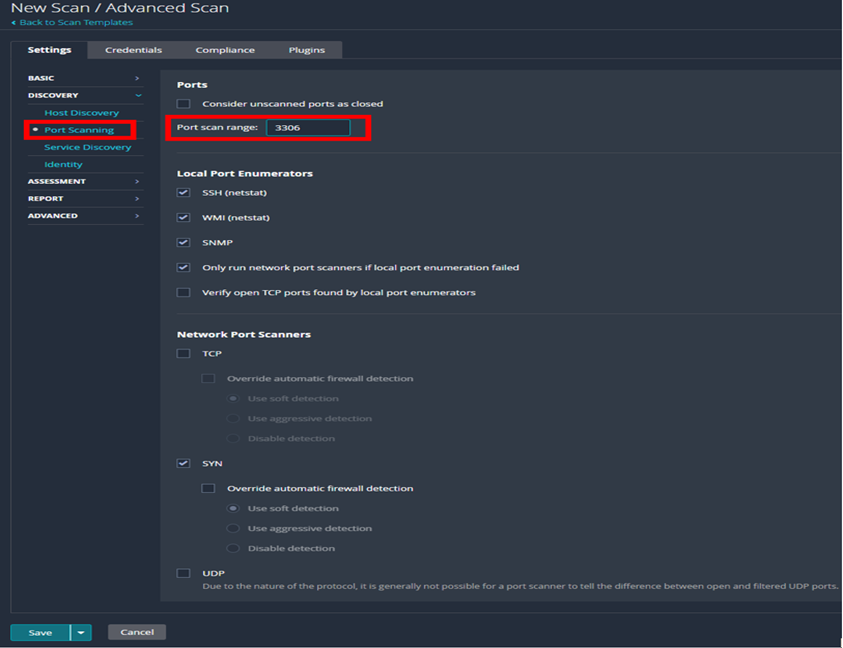 New Scan / Advanced Scan
Back to Scan Templates
Settings Credentials Compliance Plugins
BASIC
DISCOVERY
Host Discovery
Port Scanning
Service Discovery
Identity
ASSESSMENT
REPORT
ADVANCED
Ports
Consider unscanned ports as closed
Port scan range: 3306
Local Port Enumerators
SSH (netstat)
WMI (netstat)
SNMP
Only run network port scanners if local port enumeration failed
Verify open TCP ports found by local port enumerators
Network Port Scanners
TCP
Override automatic firewall detection
Use soft detection
Use aggressive detection
Disable detection
SYN
Override automatic firewall detection
Use soft detection
Use aggressive detection
Disable detection
UDP
Due to the nature of the protocol, it is generally not possible for a port scanner to tell the difference between open and filtered UDP ports.
Save Cancel